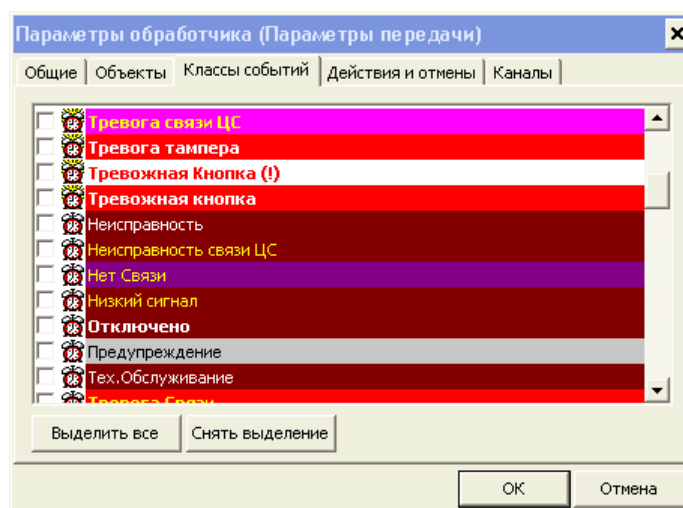 Параметры обработчика (Параметры передачи)
Общие Объекты Классы событий Действия и отмены Каналы
Тревога связи ЦС
Тревога тампера
Тревожная Кнопка (!)
Тревожная кнопка
Неисправность
Неисправность связи ЦС
Нет Связи
Низкий сигнал
Отключено
Предупреждение
Тех.Обслуживание
Выделить все Снять выделение
OK Отмена